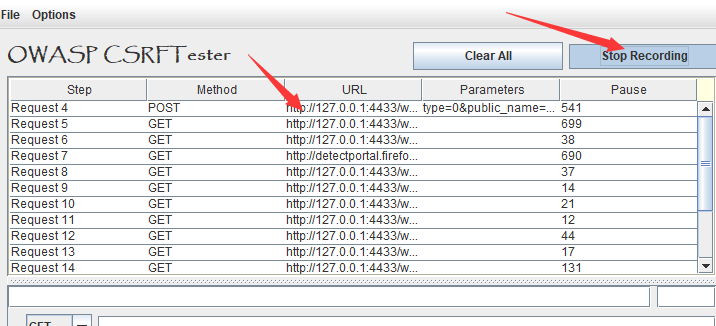 File Options
OWASP CSRFTester Clear All Stop Recording
Step Method URL Parameters Pause
Request 4 POST http://127.0.0.1:4433/w... type=0&public_name=... 541
Request 5 GET http://127.0.0.1:4433/w... 699
Request 6 GET http://127.0.0.1:4433/w... 38
Request 7 GET http://detectportal.firefo... 690
Request 8 GET http://127.0.0.1:4433/w... 37
Request 9 GET http://127.0.0.1:4433/w... 14
Request 10 GET http://127.0.0.1:4433/w... 21
Request 11 GET http://127.0.0.1:4433/w... 12
Request 12 GET http://127.0.0.1:4433/w... 44
Request 13 GET http://127.0.0.1:4433/w... 17
Request 14 GET http://127.0.0.1:4433/w... 131
GET